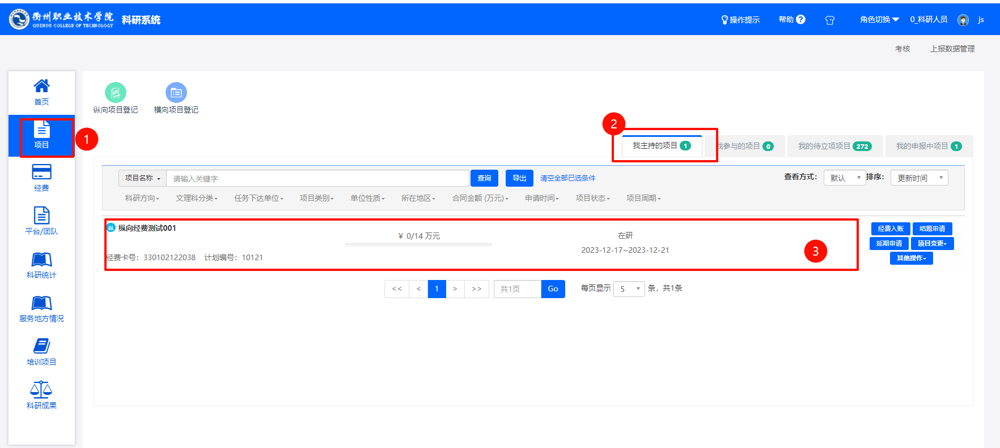 衢州职业技术学院 科研系统
QUZHOU COLLEGE OF TECHNOLOGY
操作提示 帮助 ? 角色切换 0_科研人员 js
考核 上报数据管理
首页
项目
经费
平台/团队
科研统计
服务地方情况
培训项目
科研成果
1
纵向项目登记 横向项目登记
2
我主持的项目 1 我参与的项目 0 我的待立项项目 272 我的申报中项目 1
项目名称 请输入关键字 查询 导出 清空全部已选条件 查看方式： 默认 排序： 更新时间
科研方向 文理科分类 任务下达单位 项目类别 单位性质 所在地区 合同金额 (万元) 申请时间 项目状态 项目周期
纵 纵向经费测试001
¥ 0/14 万元
在研
2023-12-17~2023-12-21
经费卡号：330102122038 计划编号：10121
3
经费入账 结题申请
延期申请 项目变更
其他操作
<< < 1 > >> 共1页 Go 每页显示 5 条，共1条